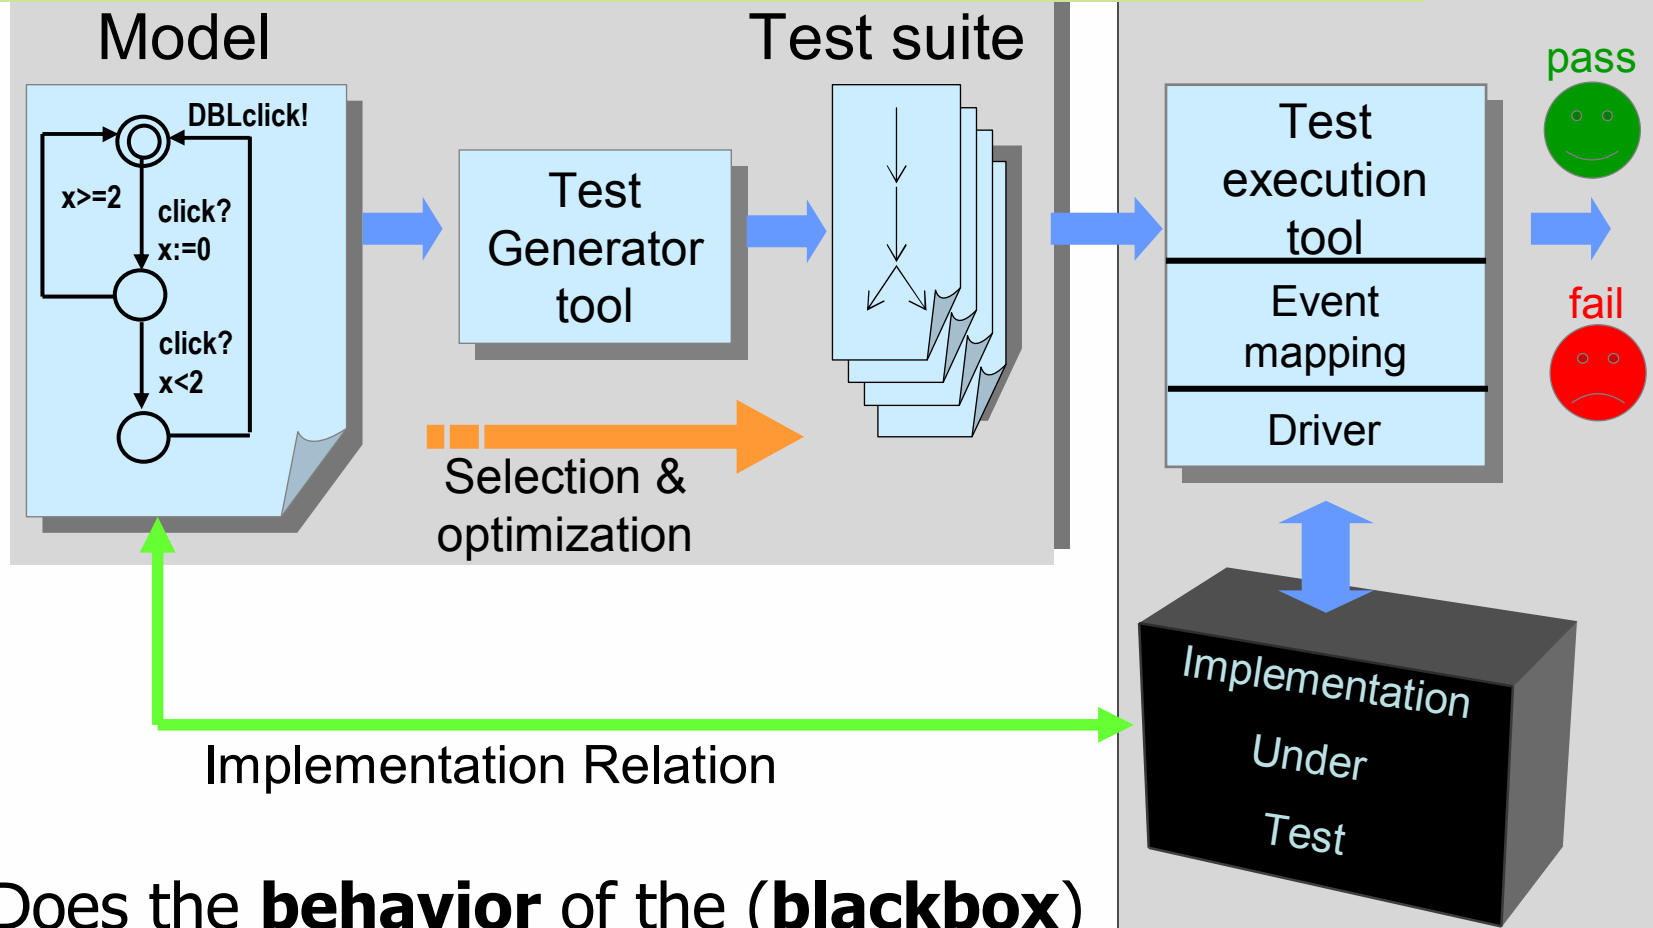 Model
DBLclick!
x>=2
click?
x:=0
click?
x<2
Test
Generator
tool
Selection &
optimization
Test suite
Test
execution
tool
Event
mapping
Driver
pass
fail
Implementation
Under
Test
Implementation Relation
Does the behavior of the (blackbox)